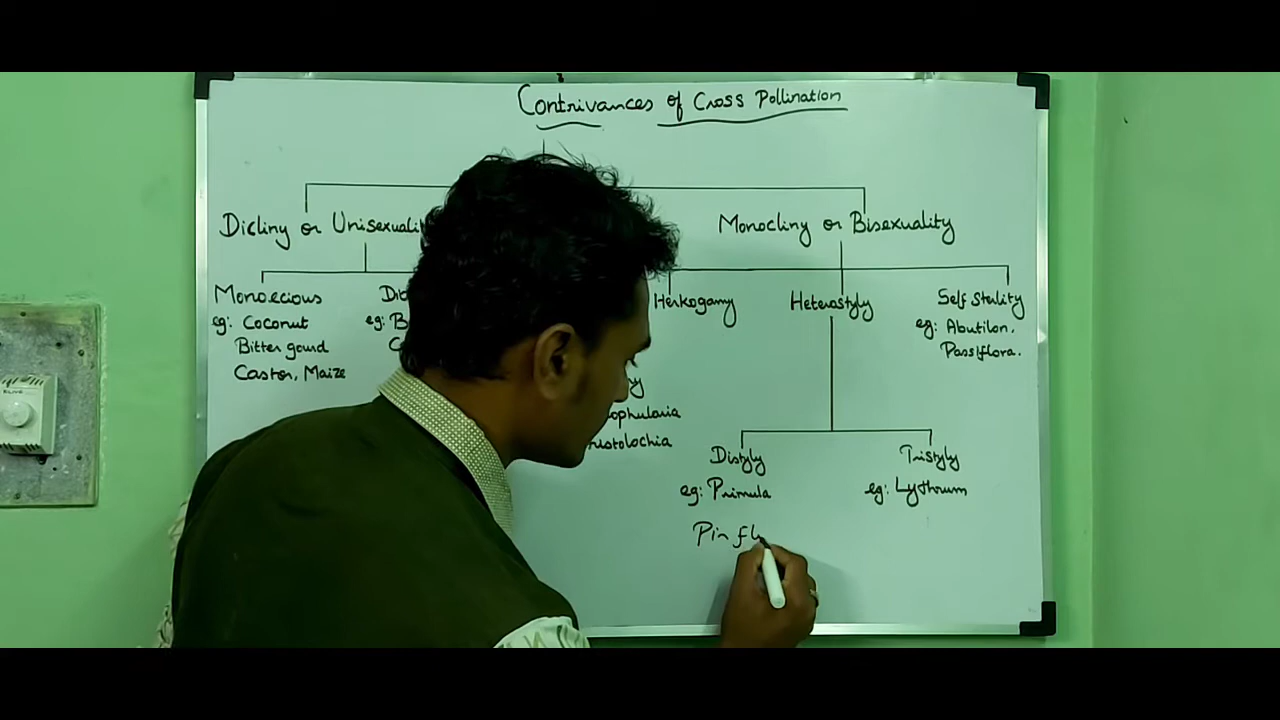 Contrivances of Cross Pollination
Dicliny or Unisexuali
Monocliny or Bisexuality
Monoecious
eg: Coconut
Bitter gourd
Castor, Maize
eg:
Herkogamy
Heterostyly
Self Sterility
eg: Abutilon.
Passiflora.
Distyly
eg: Primula
Pin fl
Tristyly
eg: Lythrum